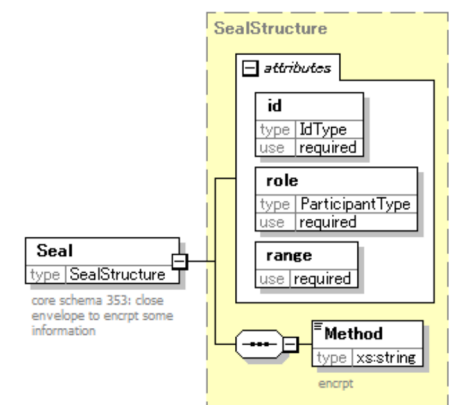 SealStructure
attributes
id
type IdType
use required
role
type ParticipantType
use required
range
use required
Seal
type SealStructure
core schema 353: close
envelope to encrpt some
information
Method
type xs:string
encrpt